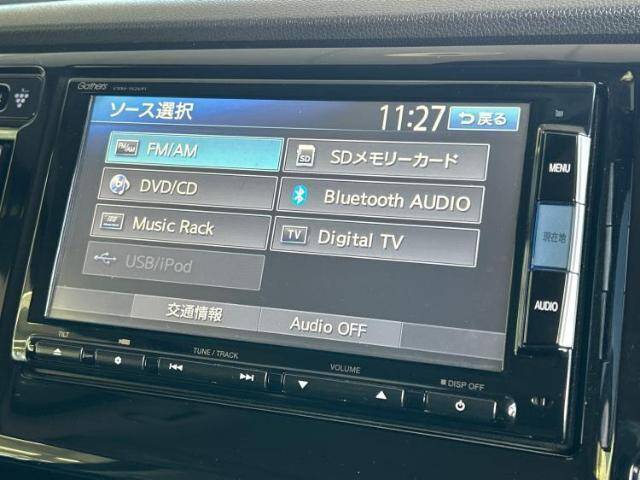 Gathers
ソース選択
11:27
戻る
FM/AM
SD
SDメモリーカード
DVD/CD
Bluetooth AUDIO
Music Rack
TV
Digital TV
USB/iPod
交通情報
Audio OFF
MENU
現在地
AUDIO
TILT
TUNE / TRACK
VOLUME
DISP OFF